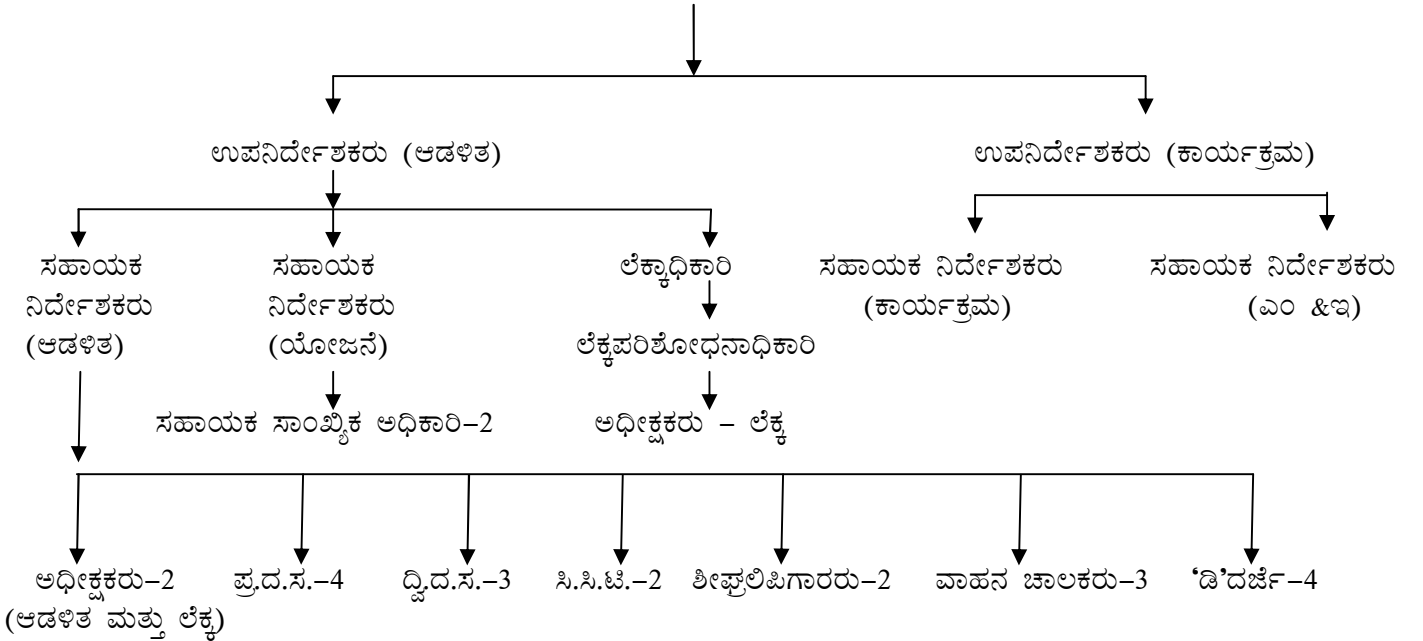 ಉಪನಿರ್ದೇಶಕರು (ಆಡಳಿತ)
ಉಪನಿರ್ದೇಶಕರು (ಕಾರ್ಯಕ್ರಮ)
ಸಹಾಯಕ
ನಿರ್ದೇಶಕರು
(ಆಡಳಿತ)
ಸಹಾಯಕ
ನಿರ್ದೇಶಕರು
(ಯೋಜನೆ)
ಲೆಕ್ಕಾಧಿಕಾರಿ
ಸಹಾಯಕ ನಿರ್ದೇಶಕರು
(ಕಾರ್ಯಕ್ರಮ)
ಸಹಾಯಕ ನಿರ್ದೇಶಕರು
(ಎಂ &ಇ)
ಲೆಕ್ಕಪರಿಶೋಧನಾಧಿಕಾರಿ
ಸಹಾಯಕ ಸಾಂಖ್ಯಿಕ ಅಧಿಕಾರಿ–2
ಅಧೀಕ್ಷಕರು – ಲೆಕ್ಕ
ಅಧೀಕ್ಷಕರು–2
(ಆಡಳಿತ ಮತ್ತು ಲೆಕ್ಕ)
ಪ್ರ.ದ.ಸ.–4
ದ್ವಿ.ದ.ಸ.–3
ಸಿ.ಸಿ.ಟಿ.–2
ಶೀಘ್ರಲಿಪಿಗಾರರು–2
ವಾಹನ ಚಾಲಕರು–3
‘ಡಿ’ದರ್ಜೆ–4